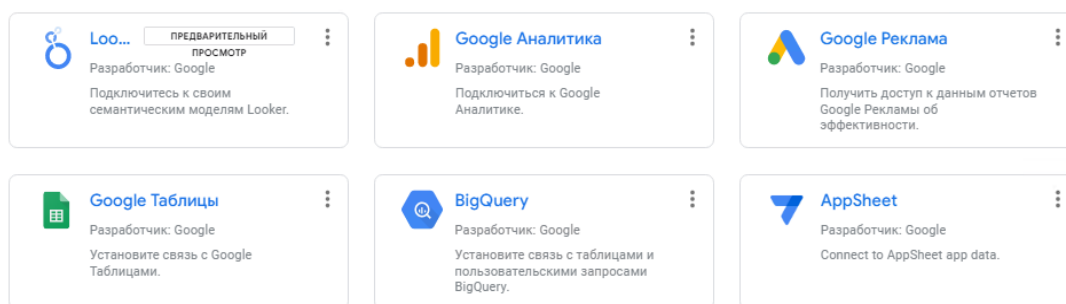 Loo...
ПРЕДВАРИТЕЛЬНЫЙ
ПРОСМОТР
Разработчик: Google
Подключитесь к своим
семантическим моделям Looker.
Google Аналитика
Разработчик: Google
Подключиться к Google
Аналитике.
Google Реклама
Разработчик: Google
Получить доступ к данным отчетов
Google Рекламы об
эффективности.
Google Таблицы
Разработчик: Google
Установите связь с Google
Таблицами.
BigQuery
Разработчик: Google
Установите связь с таблицами и
пользовательскими запросами
BigQuery.
AppSheet
Разработчик: Google
Connect to AppSheet app data.